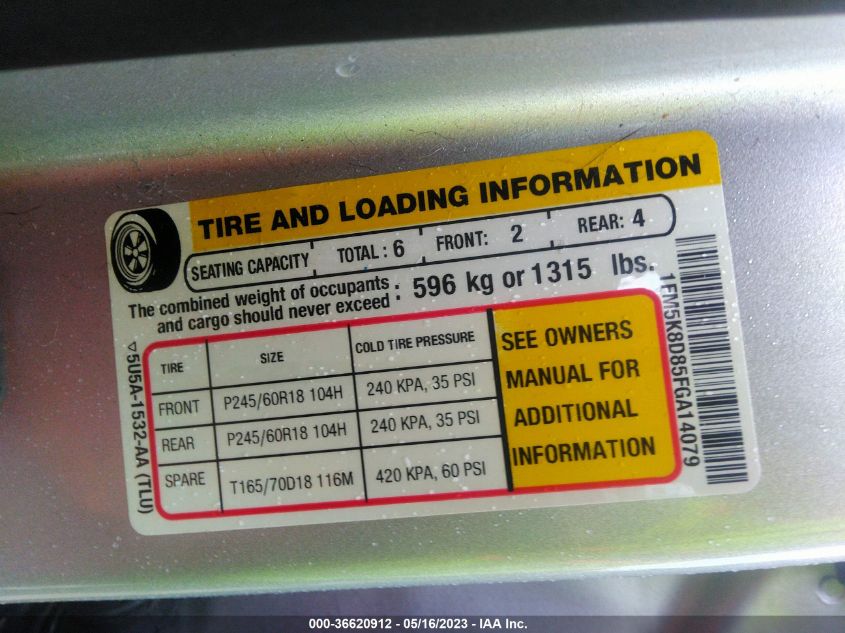 TIRE AND LOADING INFORMATION
SEATING CAPACITY TOTAL : 6 FRONT: 2 REAR: 4
The combined weight of occupants and cargo should never exceed : 596 kg or 1315 lbs.
TIRE SIZE COLD TIRE PRESSURE
FRONT P245/60R18 104H 240 KPA, 35 PSI
REAR P245/60R18 104H 240 KPA, 35 PSI
SPARE T165/70D18 116M 420 KPA, 60 PSI
SEE OWNERS
MANUAL FOR
ADDITIONAL
INFORMATION
5U5A-1532-AA (TLU)
1FM5K8D85FGA14079
000-36620912 - 05/16/2023 - IAA Inc.